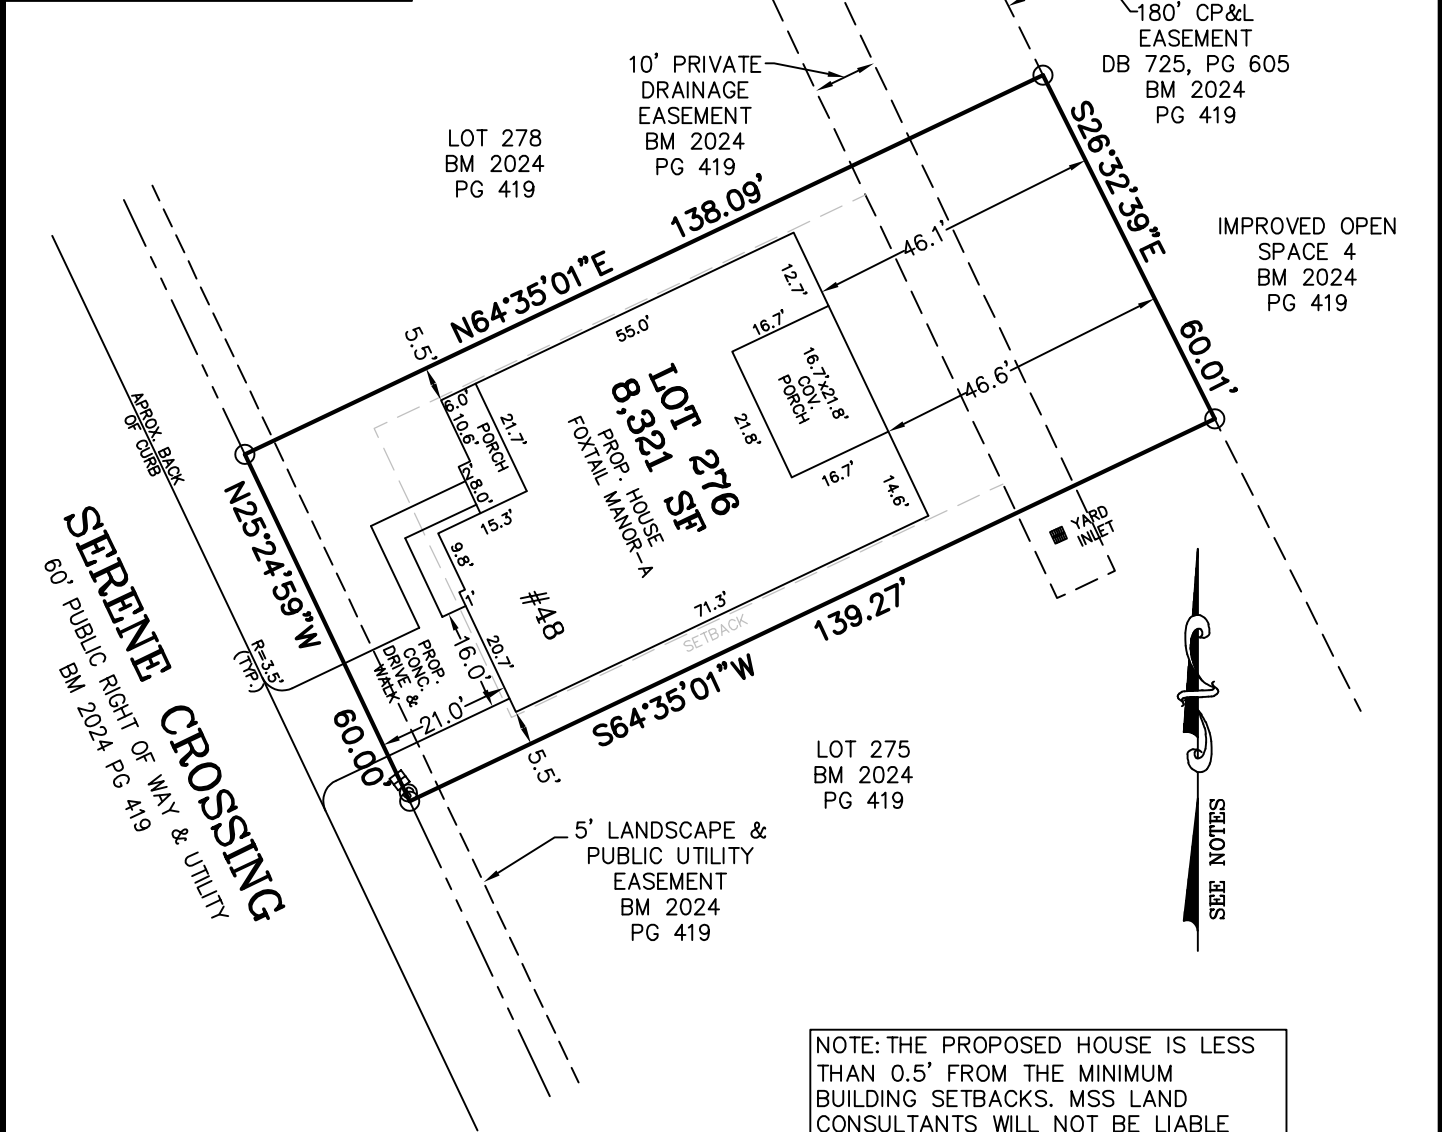 180' CP&L
EASEMENT
DB 725, PG 605
BM 2024
PG 419
10' PRIVATE
DRAINAGE
EASEMENT
BM 2024
PG 419
LOT 278
BM 2024
PG 419
138.09'
N64°35'01"E
S26°32'39"E
60.01'
IMPROVED OPEN
SPACE 4
BM 2024
PG 419
46.1'
46.6'
12.7'
16.7'
16.7'x21.8'
COV.
PORCH
21.8'
16.7'
14.6'
55.0'
5.5'
6.0'
10.6'
PORCH
21.7'
8.0'
15.3'
9.8'
1'
20.7'
16.0'
21.0'
71.3'
LOT 276
8,321 SF
PROP. HOUSE
FOXTAIL MANOR-A
#48
SETBACK
YARD
INLET
139.27'
S64°35'01"W
5.5'
APROX. BACK
OF CURB
N25°24'59"W
60.00'
R=3.5'
(TYP.)
PROP.
CONC.
DRIVE &
WALK
SERENE CROSSING
60' PUBLIC RIGHT OF WAY & UTILITY
BM 2024 PG 419
LOT 275
BM 2024
PG 419
5' LANDSCAPE &
PUBLIC UTILITY
EASEMENT
BM 2024
PG 419
SEE NOTES
NOTE: THE PROPOSED HOUSE IS LESS
THAN 0.5' FROM THE MINIMUM
BUILDING SETBACKS. MSS LAND
CONSULTANTS WILL NOT BE LIABLE